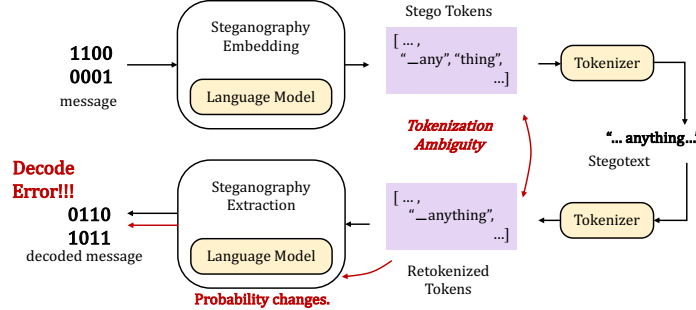 1100
0001
message
Steganography
Embedding
Language Model
Stego Tokens
[ ... ,
“_any”, “thing”,
...]
Tokenizer
“... anything...”
Stegotext
Tokenization
Ambiguity
Tokenizer
[ ... ,
“_anything”,
...]
Retokenized
Tokens
Steganography
Extraction
Language Model
Probability changes.
Decode
Error!!!
0110
1011
decoded message